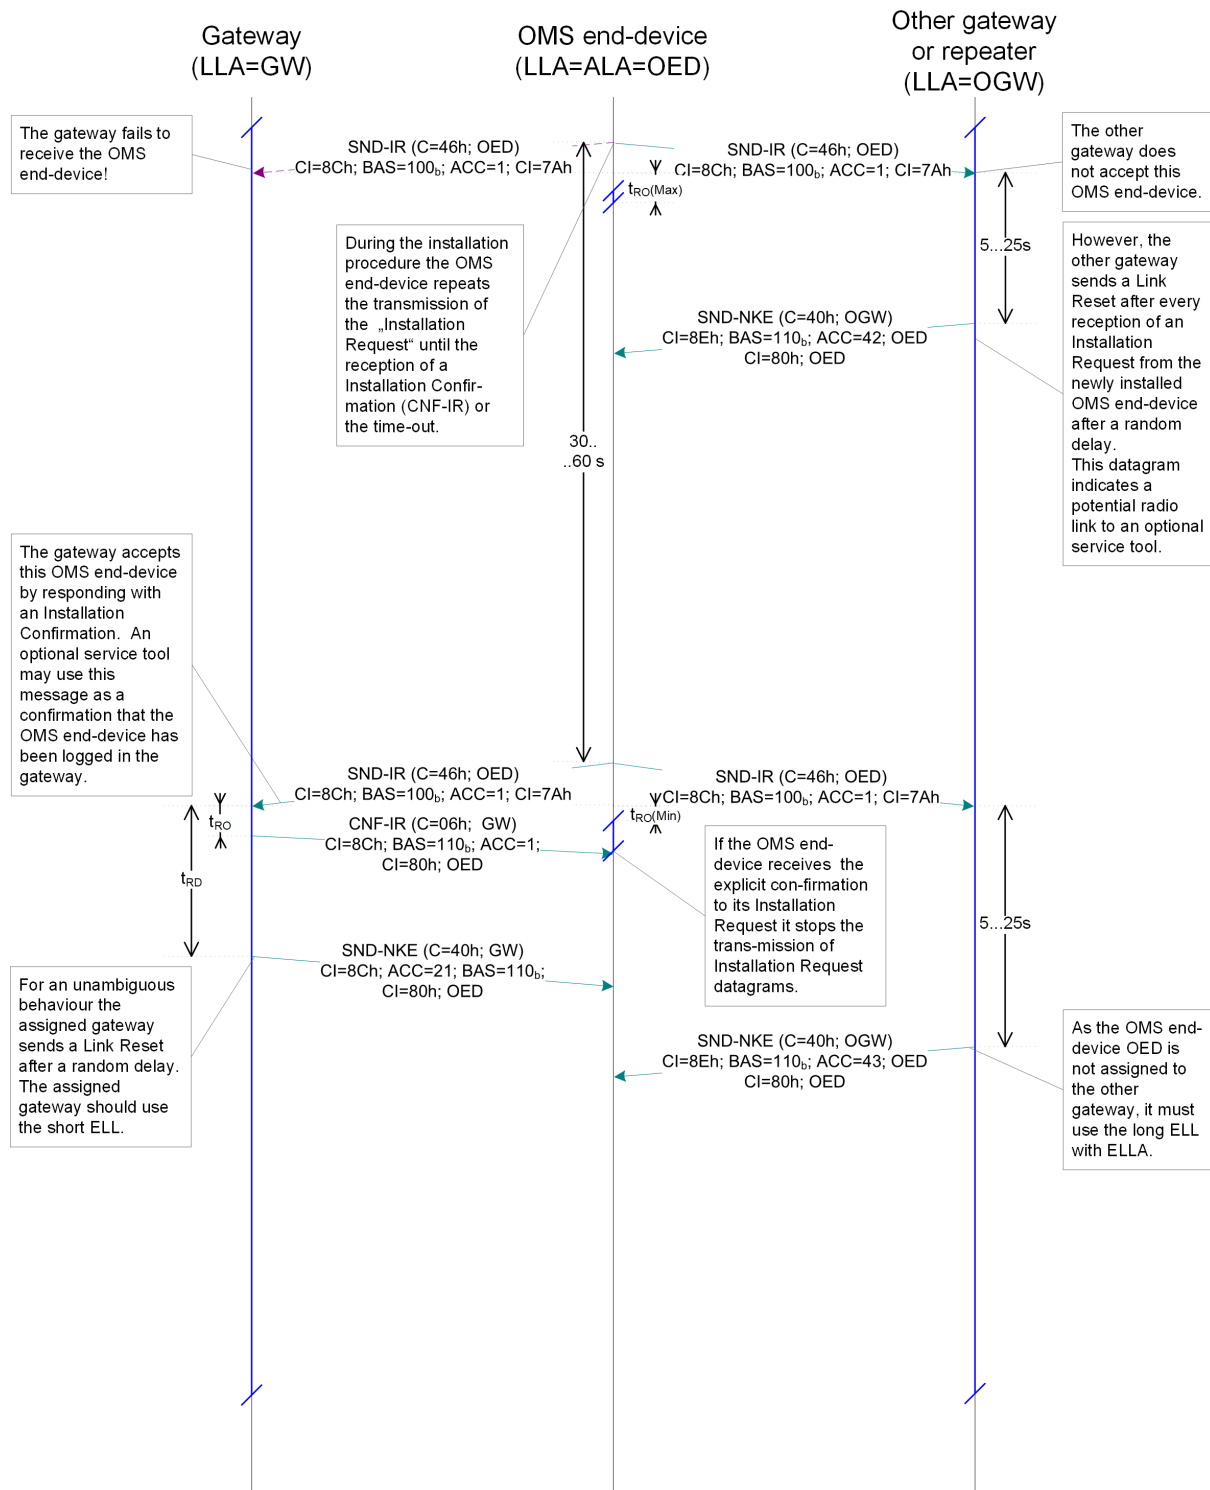 Gateway
(LLA=GW)
OMS end-device
(LLA=ALA=OED)
Other gateway
or repeater
(LLA=OGW)
The gateway fails to
receive the OMS
end-device!
SND-IR (C=46h; OED)
CI=8Ch; BAS=100b; ACC=1; CI=7Ah
SND-IR (C=46h; OED)
CI=8Ch; BAS=100b; ACC=1; CI=7Ah
tRO(Max)
The other
gateway does
not accept this
OMS end-device.
During the installation
procedure the OMS
end-device repeats
the transmission of
the „Installation
Request“ until the
reception of a
Installation Confir-
mation (CNF-IR) or
the time-out.
5...25s
However, the
other gateway
sends a Link
Reset after every
reception of an
Installation
Request from the
newly installed
OMS end-device
after a random
delay.
This datagram
indicates a
potential radio
link to an optional
service tool.
SND-NKE (C=40h; OGW)
CI=8Eh; BAS=110b; ACC=42; OED
CI=80h; OED
30..
..60 s
The gateway accepts
this OMS end-device
by responding with
an Installation
Confirmation.  An
optional service tool
may use this
message as a
confirmation that the
OMS end-device has
been logged in the
gateway.
SND-IR (C=46h; OED)
CI=8Ch; BAS=100b; ACC=1; CI=7Ah
SND-IR (C=46h; OED)
CI=8Ch; BAS=100b; ACC=1; CI=7Ah
tRO
tRO(Min)
CNF-IR (C=06h;  GW)
CI=8Ch; BAS=110b; ACC=1;
CI=80h; OED
tRD
If the OMS end-
device receives  the
explicit con-firmation
to its Installation
Request it stops the
trans-mission of
Installation Request
datagrams.
5...25s
SND-NKE (C=40h; GW)
CI=8Ch; ACC=21; BAS=110b;
CI=80h; OED
For an unambiguous
behaviour the
assigned gateway
sends a Link Reset
after a random delay.
The assigned
gateway should use
the short ELL.
SND-NKE (C=40h; OGW)
CI=8Eh; BAS=110b; ACC=43; OED
CI=80h; OED
As the OMS end-
device OED is
not assigned to
the other
gateway, it must
use the long ELL
with ELLA.